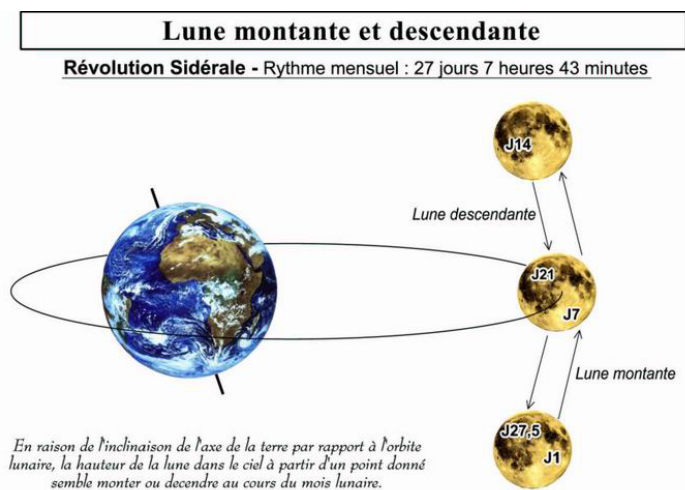 Lune montante et descendante
Révolution Sidérale - Rythme mensuel : 27 jours 7 heures 43 minutes
J14
Lune descendante
J21
J7
Lune montante
J27,5
J1
En raison de l'inclinaison de l'axe de la terre par rapport à l'orbite
lunaire, la hauteur de la lune dans le ciel à partir d'un point donné
semble monter ou decendre au cours du mois lunaire.